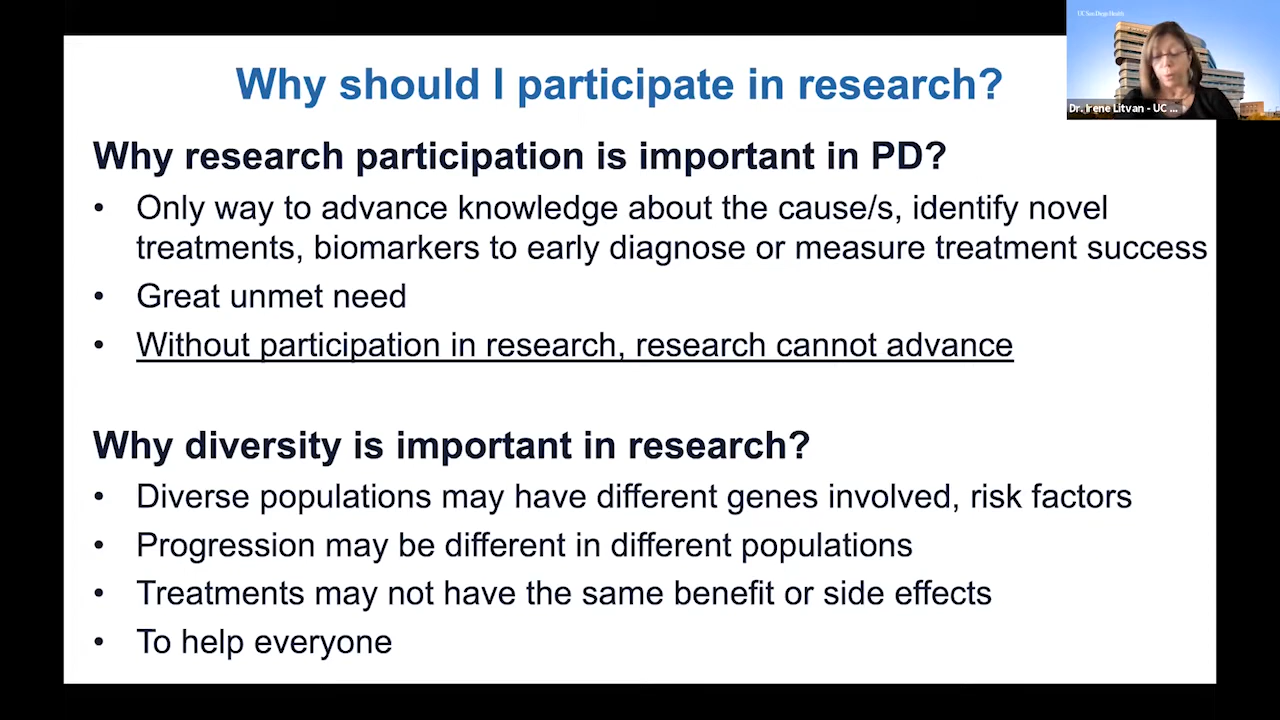 UC San Diego Health
Dr. Irene Litvan - UC ...
Why should I participate in research?
Why research participation is important in PD?
• Only way to advance knowledge about the cause/s, identify novel
treatments, biomarkers to early diagnose or measure treatment success
• Great unmet need
• Without participation in research, research cannot advance
Why diversity is important in research?
• Diverse populations may have different genes involved, risk factors
• Progression may be different in different populations
• Treatments may not have the same benefit or side effects
• To help everyone